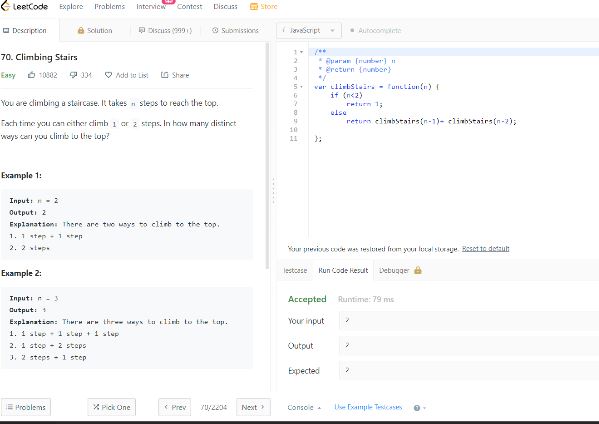 LeetCode Explore Problems Interview Contest Discuss Store
Description Solution Discuss (999+) Submissions
70. Climbing Stairs
Easy 10882 334 Add to List Share
You are climbing a staircase. It takes n steps to reach the top.
Each time you can either climb 1 or 2 steps. In how many distinct
ways can you climb to the top?
Example 1:
Input: n = 2
Output: 2
Explanation: There are two ways to climb to the top.
1. 1 step + 1 step
2. 2 steps
Example 2:
Input: n = 3
Output: 3
Explanation: There are three ways to climb to the top.
1. 1 step + 1 step + 1 step
2. 1 step + 2 steps
3. 2 steps + 1 step
Problems Pick One < Prev 70/2204 Next >
i JavaScript Autocomplete
1 /**
2 * @param {number} n
3 * @return {number}
4 */
5 var climbStairs = function(n) {
6 if (n<2)
7 return 1;
8 else
9 return climbStairs(n-1)+ climbStairs(n-2);
10
11 };
Your previous code was restored from your local storage. Reset to default
Testcase Run Code Result Debugger
Accepted Runtime: 79 ms
Your input 2
Output 2
Expected 2
Console Use Example Testcases